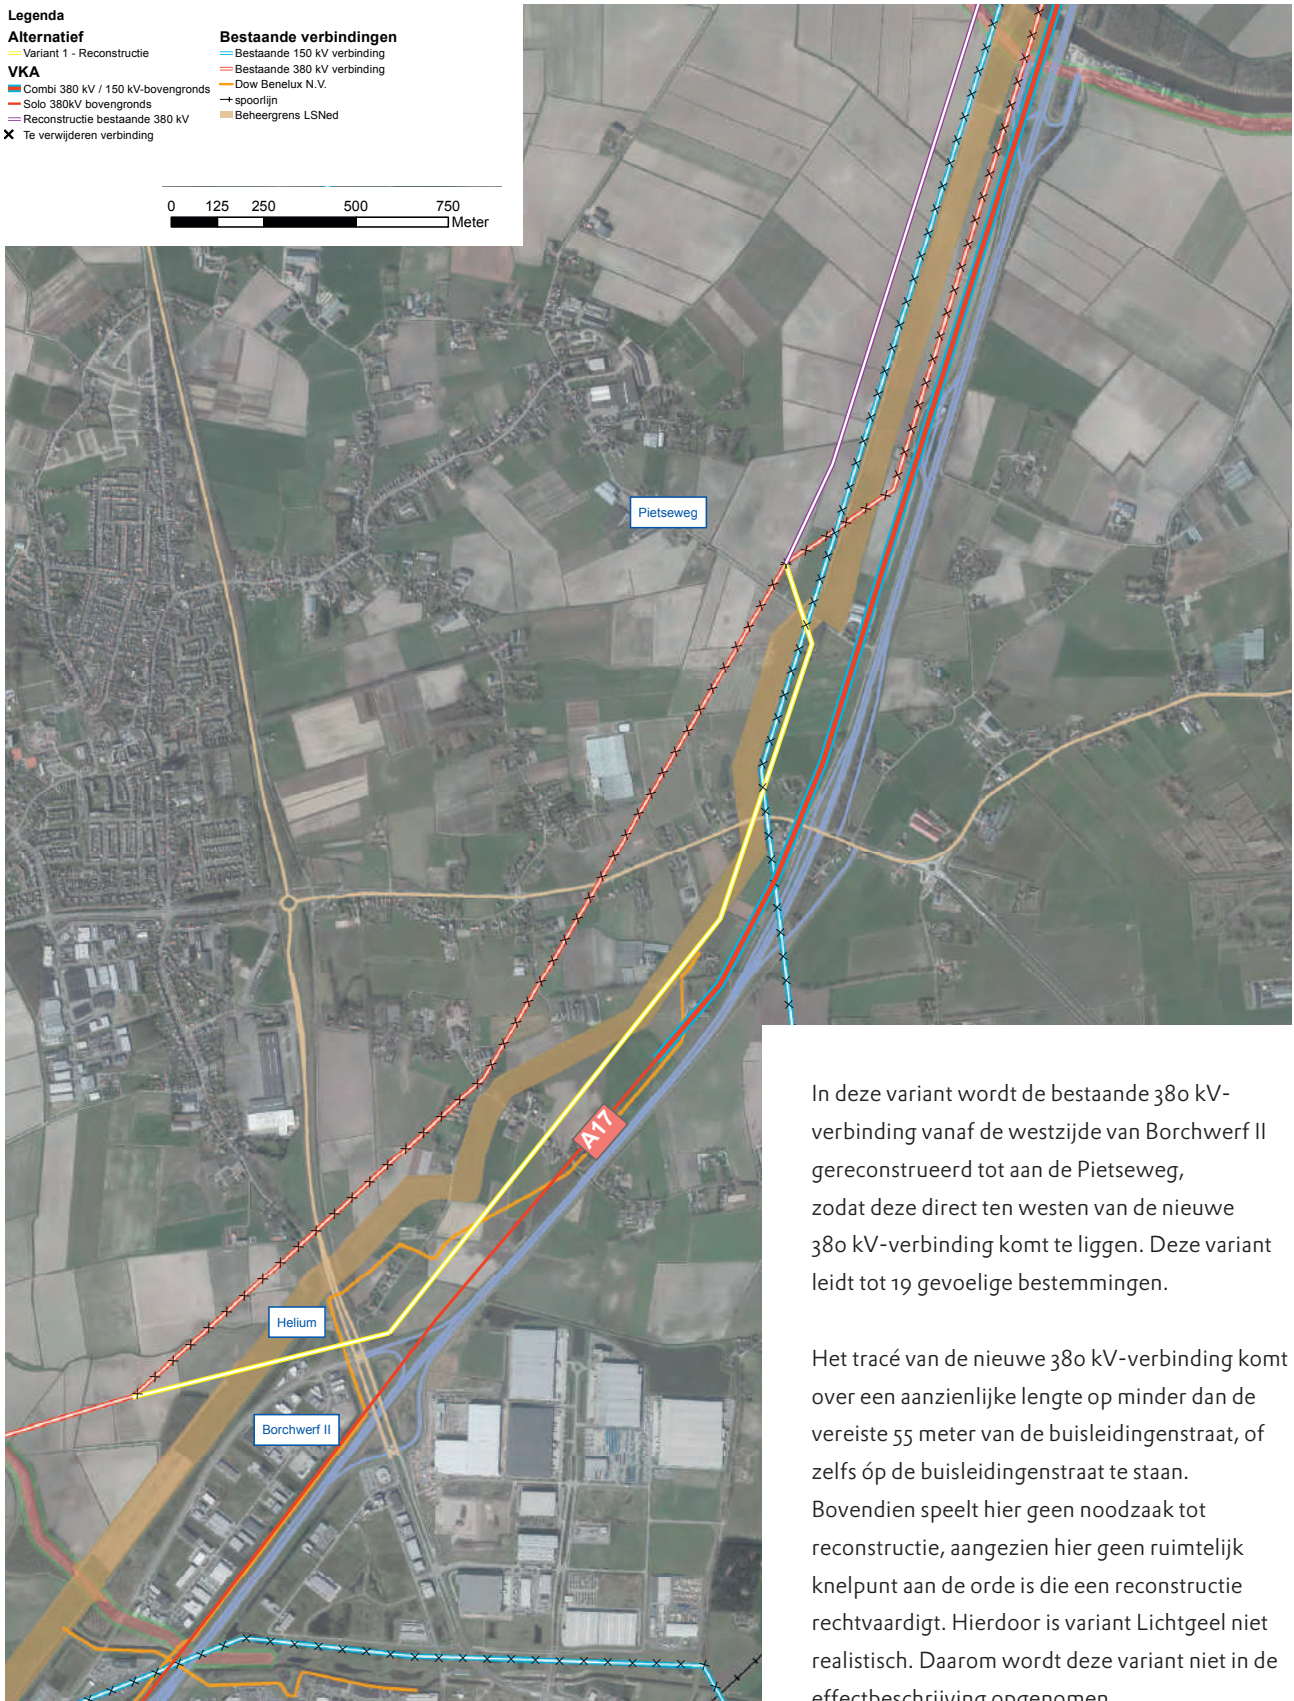 Legenda
Alternatief
Variant 1 - Reconstructie
VKA
Combi 380 kV / 150 kV-bovengronds
Solo 380kV bovengronds
Reconstructie bestaande 380 kV
Te verwijderen verbinding
Bestaande verbindingen
Bestaande 150 kV verbinding
Bestaande 380 kV verbinding
Dow Benelux N.V.
spoorlijn
Beheergrens LSNed
0 125 250 500 750
Meter
Pietseweg
A17
Helium
Borchwerf II
In deze variant wordt de bestaande 380 kV-
verbinding vanaf de westzijde van Borchwerf II
gereconstrueerd tot aan de Pietseweg,
zodat deze direct ten westen van de nieuwe
380 kV-verbinding komt te liggen. Deze variant
leidt tot 19 gevoelige bestemmingen.
Het tracé van de nieuwe 380 kV-verbinding komt
over een aanzienlijke lengte op minder dan de
vereiste 55 meter van de buisleidingenstraat, of
zelfs óp de buisleidingenstraat te staan.
Bovendien speelt hier geen noodzaak tot
reconstructie, aangezien hier geen ruimtelijk
knelpunt aan de orde is die een reconstructie
rechtvaardigt. Hierdoor is variant Lichtgeel niet
realistisch. Daarom wordt deze variant niet in de
effectbeschrijving opgenomen